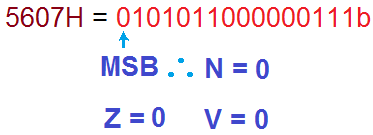 5607H = 0101011000000111b
MSB ∴ N = 0
Z = 0 V = 0